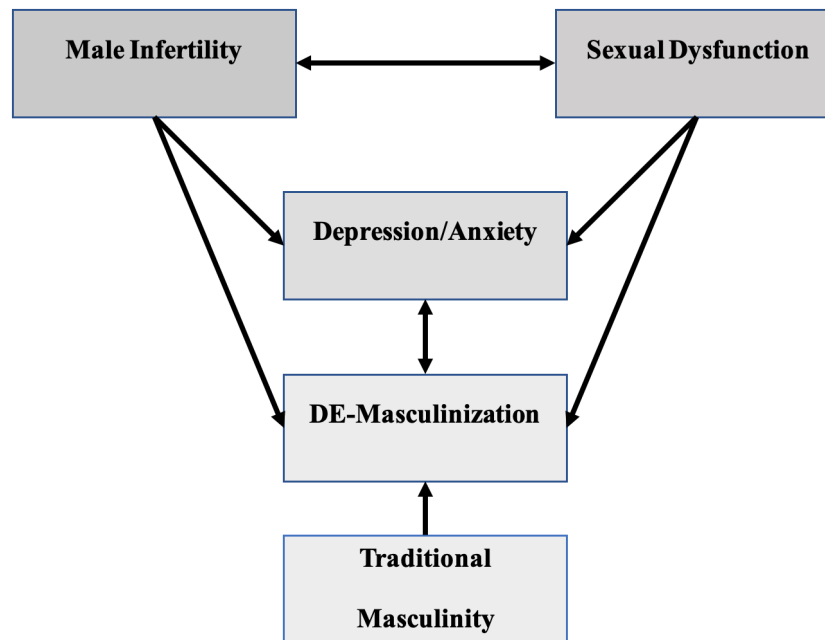 Male Infertility
Sexual Dysfunction
Depression/Anxiety
DE-Masculinization
Traditional
Masculinity